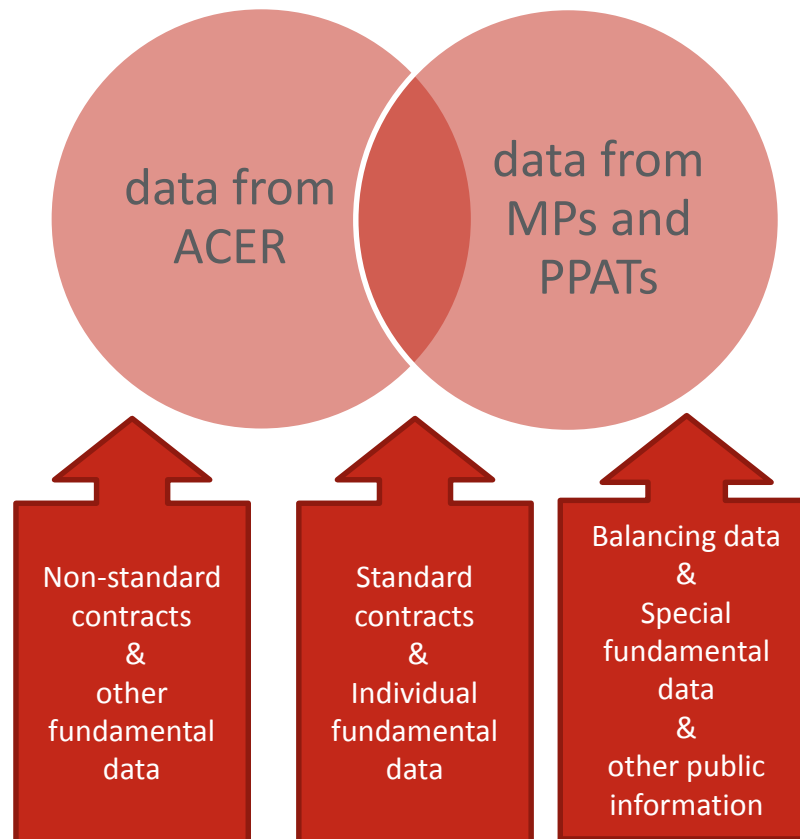 data from
ACER
data from
MPs and
PPATs
Non-standard
contracts
&
other
fundamental
data
Standard
contracts
&
Individual
fundamental
data
Balancing data
&
Special
fundamental
data
&
other public
information